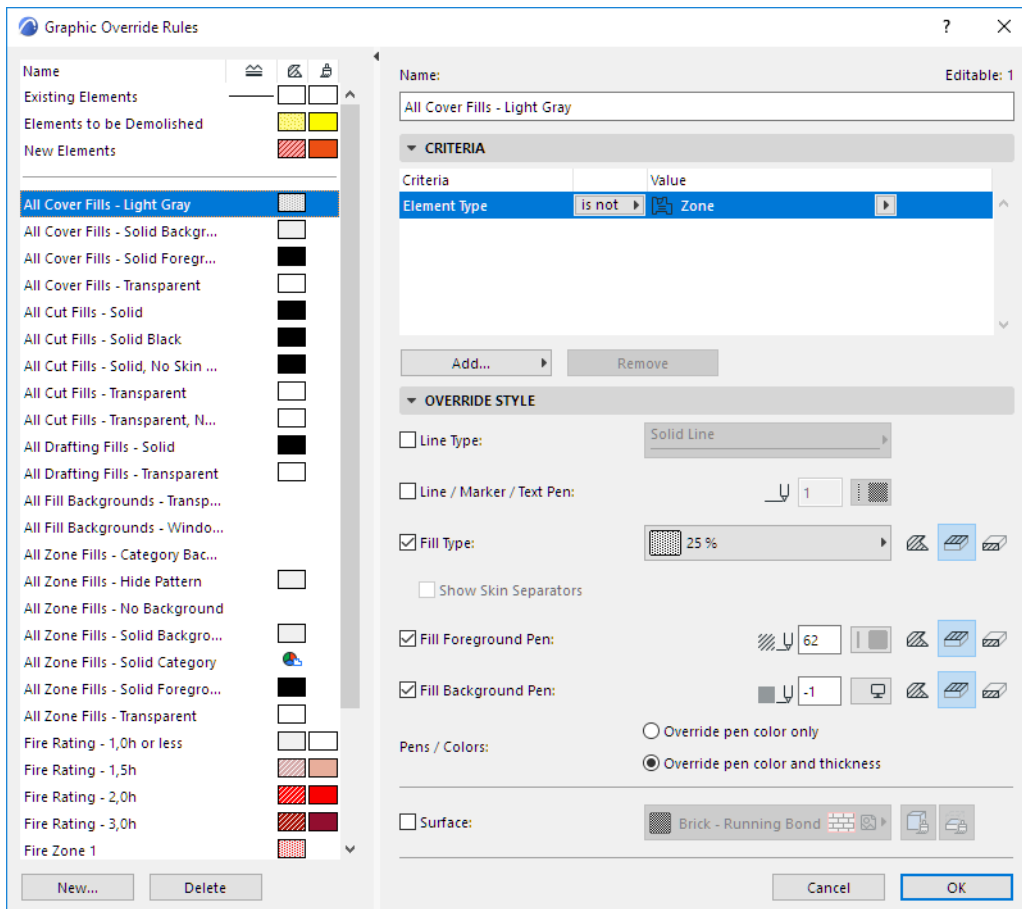 Graphic Override Rules
?
Name
Existing Elements
Elements to be Demolished
New Elements
All Cover Fills - Light Gray
All Cover Fills - Solid Backgr...
All Cover Fills - Solid Foregr...
All Cover Fills - Transparent
All Cut Fills - Solid
All Cut Fills - Solid Black
All Cut Fills - Solid, No Skin ...
All Cut Fills - Transparent
All Cut Fills - Transparent, N...
All Drafting Fills - Solid
All Drafting Fills - Transparent
All Fill Backgrounds - Transp...
All Fill Backgrounds - Windo...
All Zone Fills - Category Bac...
All Zone Fills - Hide Pattern
All Zone Fills - No Background
All Zone Fills - Solid Backgro...
All Zone Fills - Solid Category
All Zone Fills - Solid Foregro...
All Zone Fills - Transparent
Fire Rating - 1,0h or less
Fire Rating - 1,5h
Fire Rating - 2,0h
Fire Rating - 3,0h
Fire Zone 1
New...
Delete
Name:
Editable: 1
All Cover Fills - Light Gray
CRITERIA
Criteria
Value
Element Type
is not
Zone
Add...
Remove
OVERRIDE STYLE
Line Type:
Solid Line
Line / Marker / Text Pen:
1
Fill Type:
25 %
Show Skin Separators
Fill Foreground Pen:
62
Fill Background Pen:
-1
Pens / Colors:
Override pen color only
Override pen color and thickness
Surface:
Brick - Running Bond
Cancel
OK